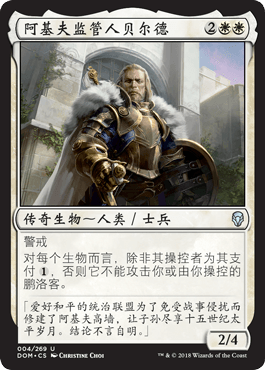 阿基夫监管人贝尔德 2
传奇生物～人类／士兵
警戒
对每个生物而言，除非其操控者为其支
付1，否则它不能攻击你或由你操控的
鹏洛客。
「爱好和平的统治联盟为了免受战事侵扰而
修建了阿基夫高墙，让子孙尽享十五世纪太
平岁月。结论不言自明。」
2/4
004/269 U
DOM • CS CHRISTINE CHOI
™ & © 2018 Wizards of the Coast